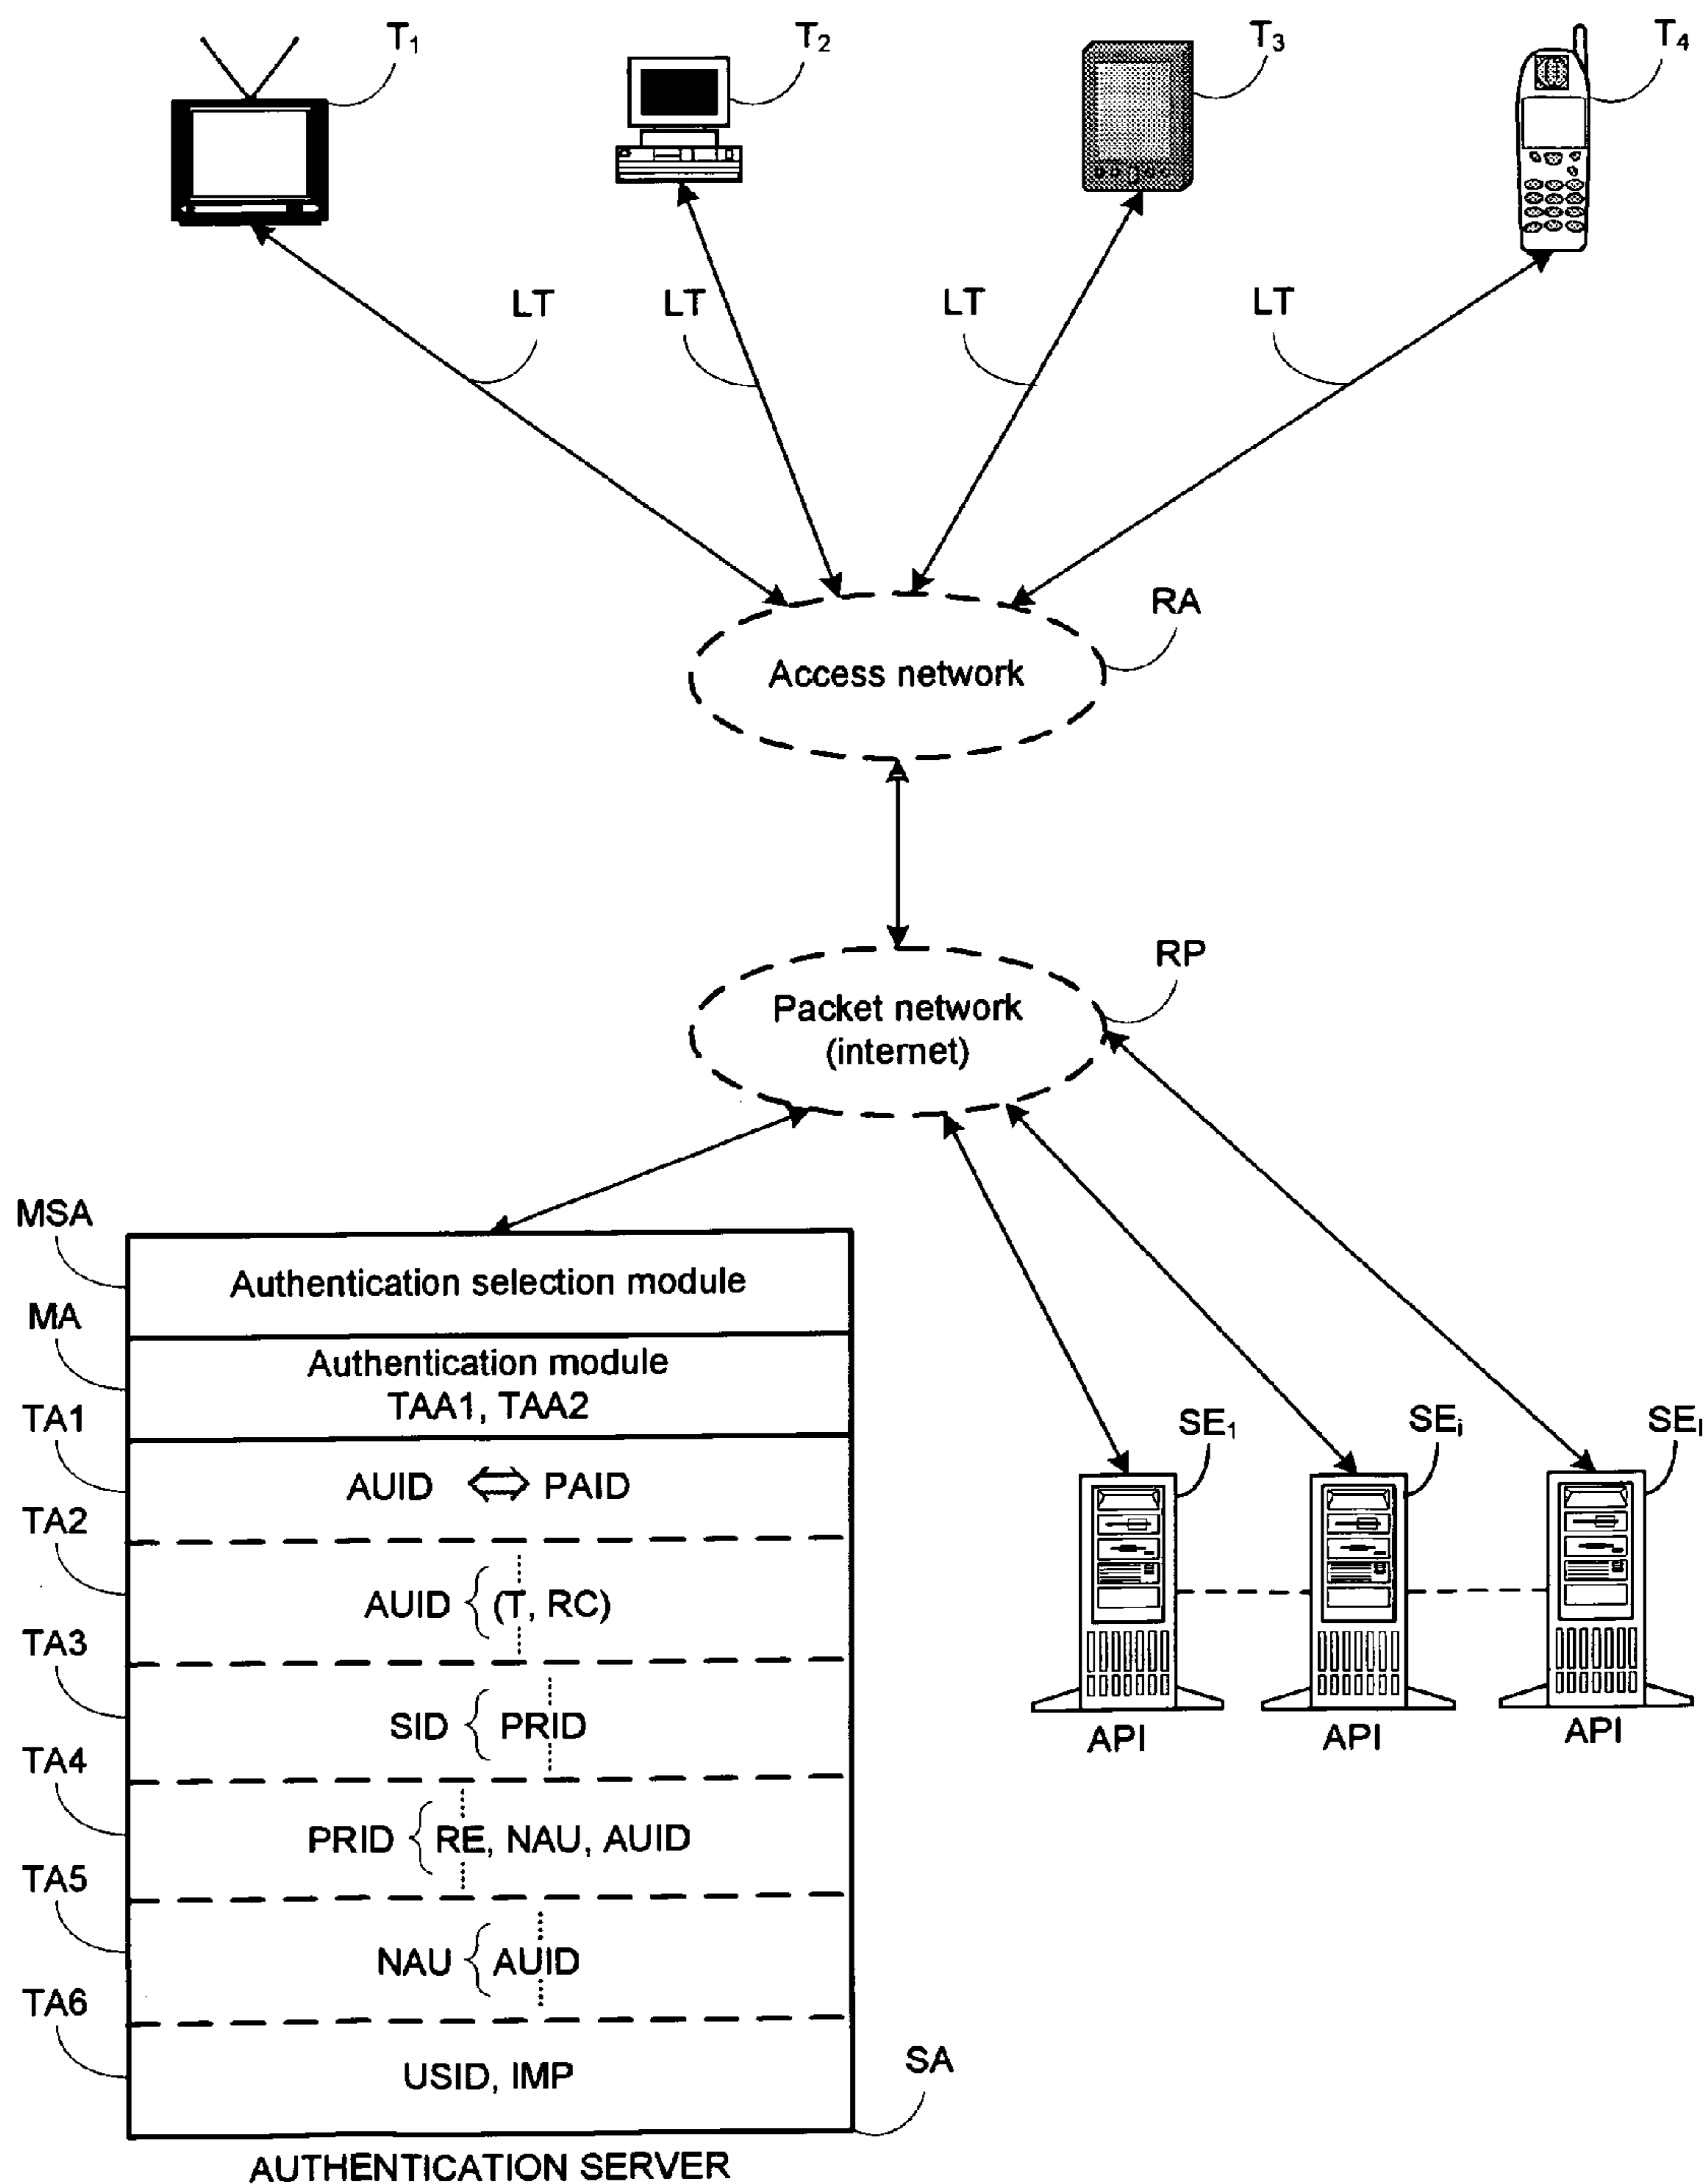 T1
T2
T3
T4
LT
LT
LT
LT
RA
Access network
RP
Packet network
(internet)
MSA
Authentication selection module
MA
Authentication module
TAA1, TAA2
TA1
AUID ⇔ PAID
TA2
AUID { (T, RC)
TA3
SID { PRID
TA4
PRID { RE, NAU, AUID
TA5
NAU { AUID
TA6
USID, IMP
SA
AUTHENTICATION SERVER
SE1
SEi
SEI
API
API
API